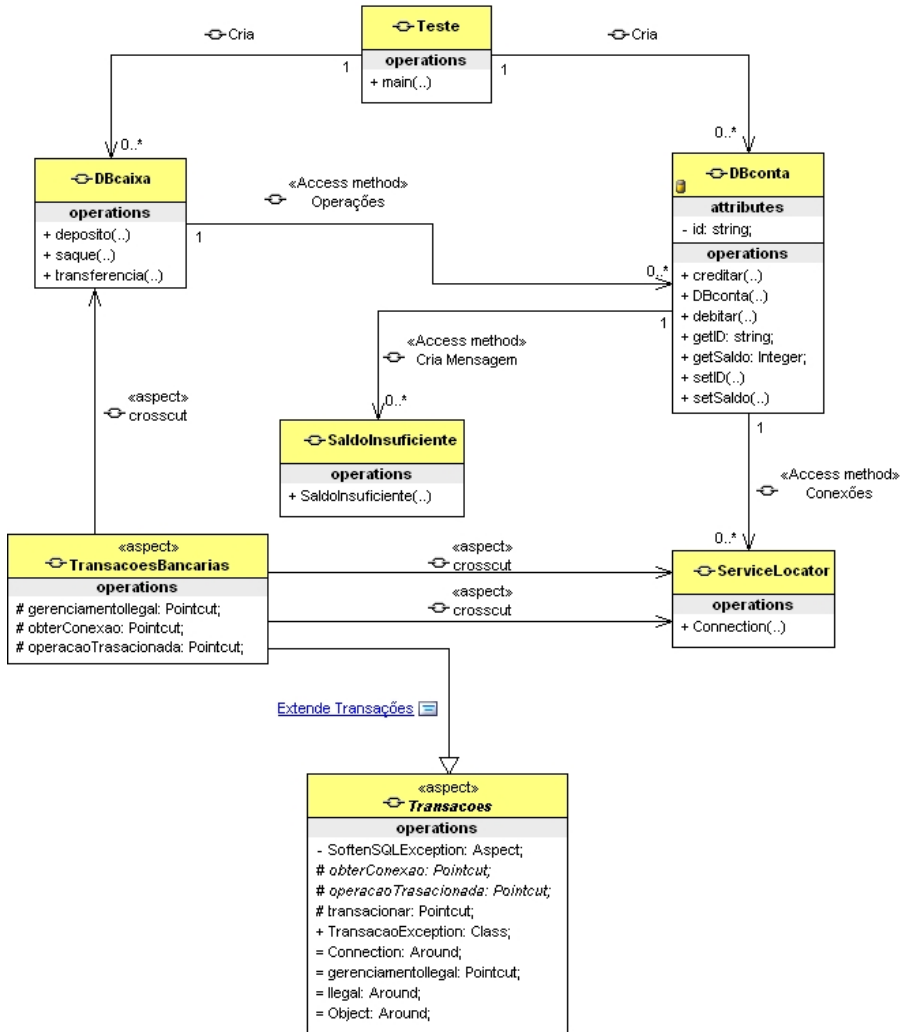 Teste
operations
+ main(..)
Cria
1
0..*
Cria
1
0..*
DBcaixa
operations
+ deposito(..)
+ saque(..)
+ transferencia(..)
«Access method»
Operações
1
0..*
DBconta
attributes
- id: string;
operations
+ creditar(..)
+ DBconta(..)
+ debitar(..)
+ getID: string;
+ getSaldo: Integer;
+ setID(..)
+ setSaldo(..)
«Access method»
Cria Mensagem
1
0..*
«aspect»
crosscut
SaldoInsuficiente
operations
+ SaldoInsuficiente(..)
1
«Access method»
Conexões
0..*
«aspect»
TransacoesBancarias
operations
# gerenciamentoIlegal: Pointcut;
# obterConexao: Pointcut;
# operacaoTrasacionada: Pointcut;
«aspect»
crosscut
«aspect»
crosscut
ServiceLocator
operations
+ Connection(..)
Extende Transações
«aspect»
Transacoes
operations
- SoftenSQLException: Aspect;
# obterConexao: Pointcut;
# operacaoTrasacionada: Pointcut;
# transacionar: Pointcut;
+ TransacaoException: Class;
= Connection: Around;
= gerenciamentoIlegal: Pointcut;
= Ilegal: Around;
= Object: Around;